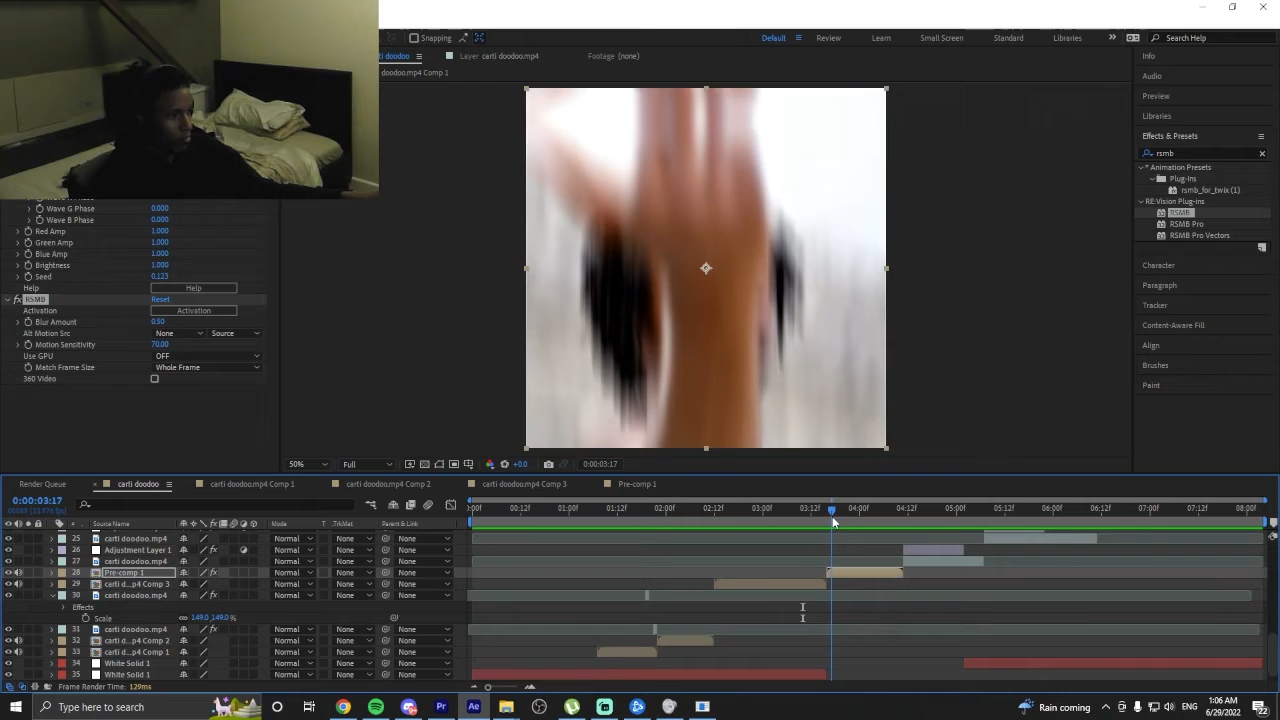 Snapping
Default
Review
Learn
Small Screen
Standard
Libraries
Search Help
carti doodoo
Layer carti doodoo.mp4
Footage (none)
doodoo.mp4 Comp 1
Info
Audio
Preview
Libraries
Effects & Presets
rsmb
* Animation Presets
Plug-ins
rsmb_for_twix (1)
RE:Vision Plug-ins
RSMB
RSMB Pro
RSMB Pro Vectors
Character
Paragraph
Tracker
Content-Aware Fill
Align
Brushes
Paint
Wave G Phase 0.000
Wave B Phase 0.000
Red Amp 1.000
Green Amp 1.000
Blue Amp 1.000
Brightness 1.000
Seed 0.123
Help Help
fx RSMB Reset
Activation Activation
Blur Amount 0.50
Alt Motion Src None Source
Motion Sensitivity 70.00
Use GPU OFF
Match Frame Size Whole Frame
360 Video
50% Full +0.0 0:00:03:17
Render Queue
carti doodoo
carti doodoo.mp4 Comp 1
carti doodoo.mp4 Comp 2
carti doodoo.mp4 Comp 3
Pre-comp 1
0:00:03:17
# Source Name Mode T .TrkMat Parent & Link
00:12f 01:00f 01:12f 02:00f 02:12f 03:00f 03:12f 04:00f 04:12f 05:00f 05:12f 06:00f 06:12f 07:00f 07:12f 08:00f
25 carti doodoo.mp4 Normal None None
26 Adjustment Layer 1 Normal None None
27 carti doodoo.mp4 Normal None None
28 Pre-comp 1 Normal None None
29 carti d...p4 Comp 3 Normal None None
30 carti doodoo.mp4 Normal None None
Effects
Scale 149.0,149.0%
31 carti doodoo.mp4 Normal None None
32 carti d...p4 Comp 2 Normal None None
33 carti d...p4 Comp 1 Normal None None
34 White Solid 1 Normal None None
35 White Solid 1 Normal None None
Frame Render Time: 129ms
Type here to search
Rain coming
ENG
1:06 AM
6/29/2022
22